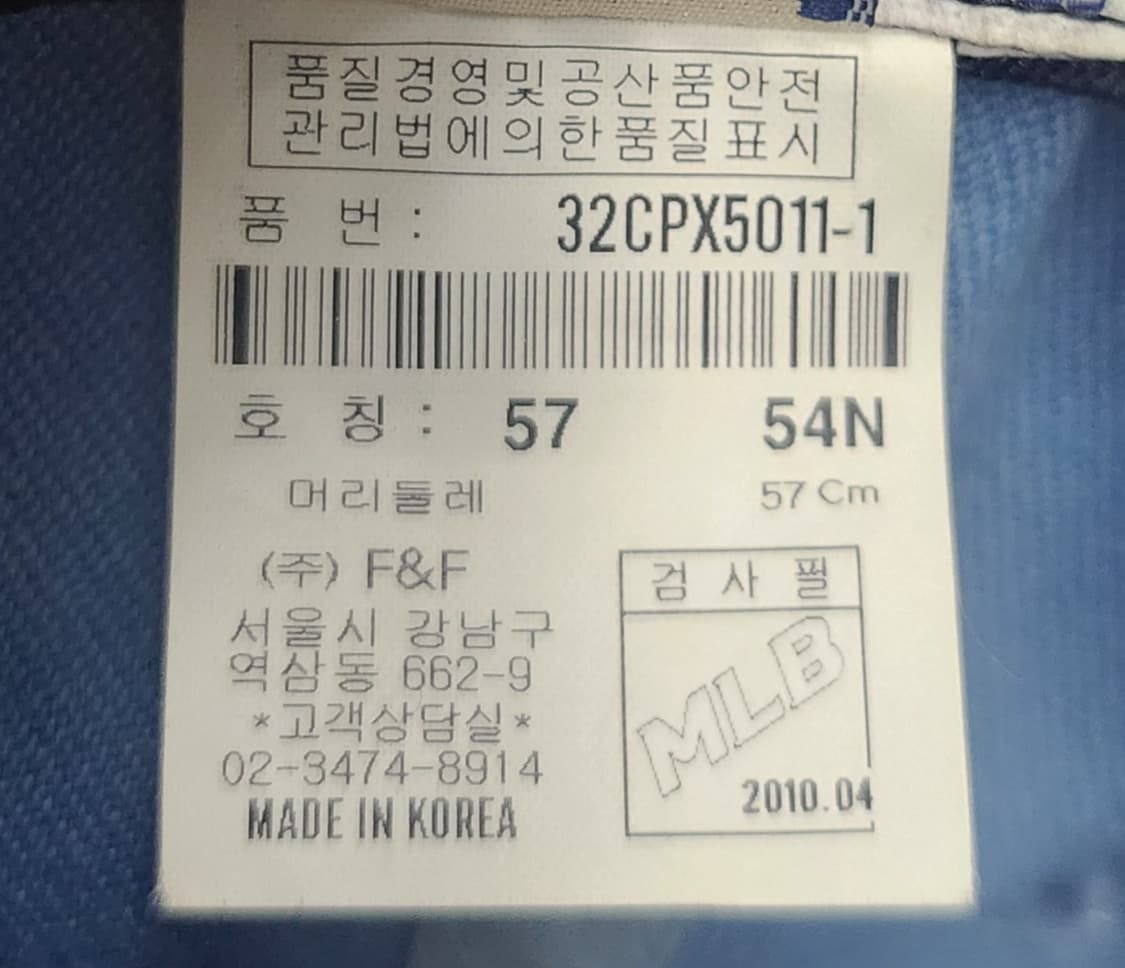 품질경영및공산품안전
관리법에의한품질표시
품 번 : 32CPX5011-1
호 칭 : 57 54N
머리둘레 57 Cm
(주) F&F
서울시 강남구
역삼동 662-9
*고객상담실*
02-3474-8914
MADE IN KOREA
검 사 필
MLB
2010.04